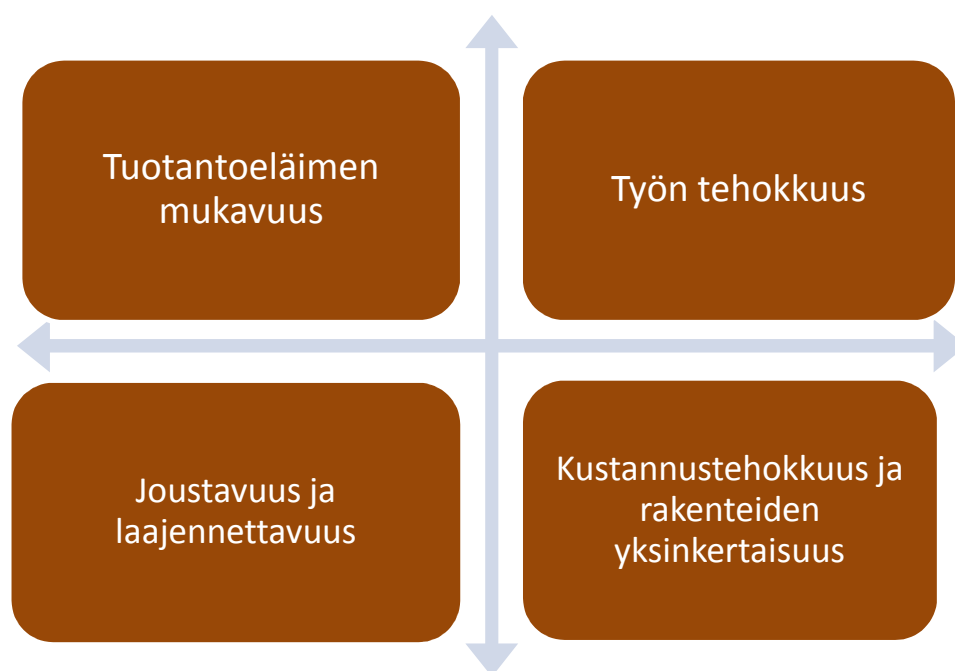 Tuotantoeläimen
mukavuus
Työn tehokkuus
Joustavuus ja
laajennettavuus
Kustannustehokkuus ja
rakenteiden
yksinkertaisuus